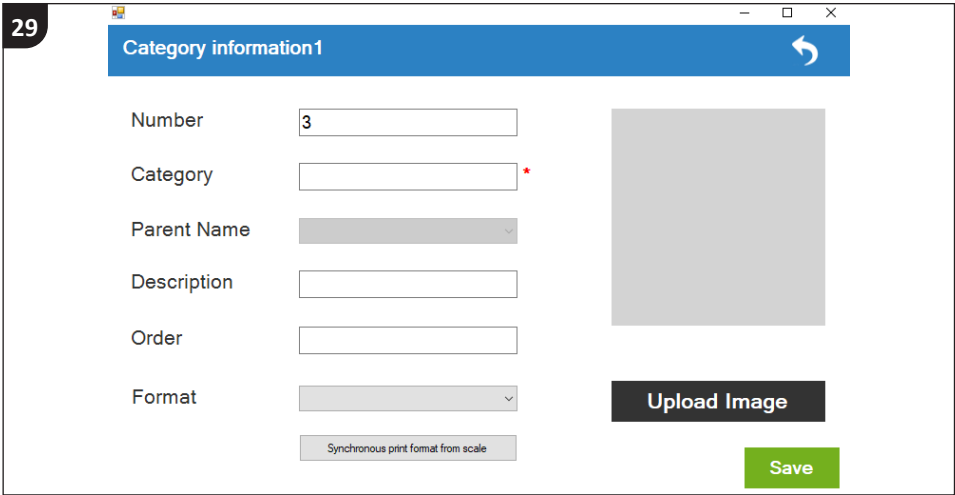 29
Category information1
Number 3
Category *
Parent Name
Description
Order
Format
Upload Image
Synchronous print format from scale
Save